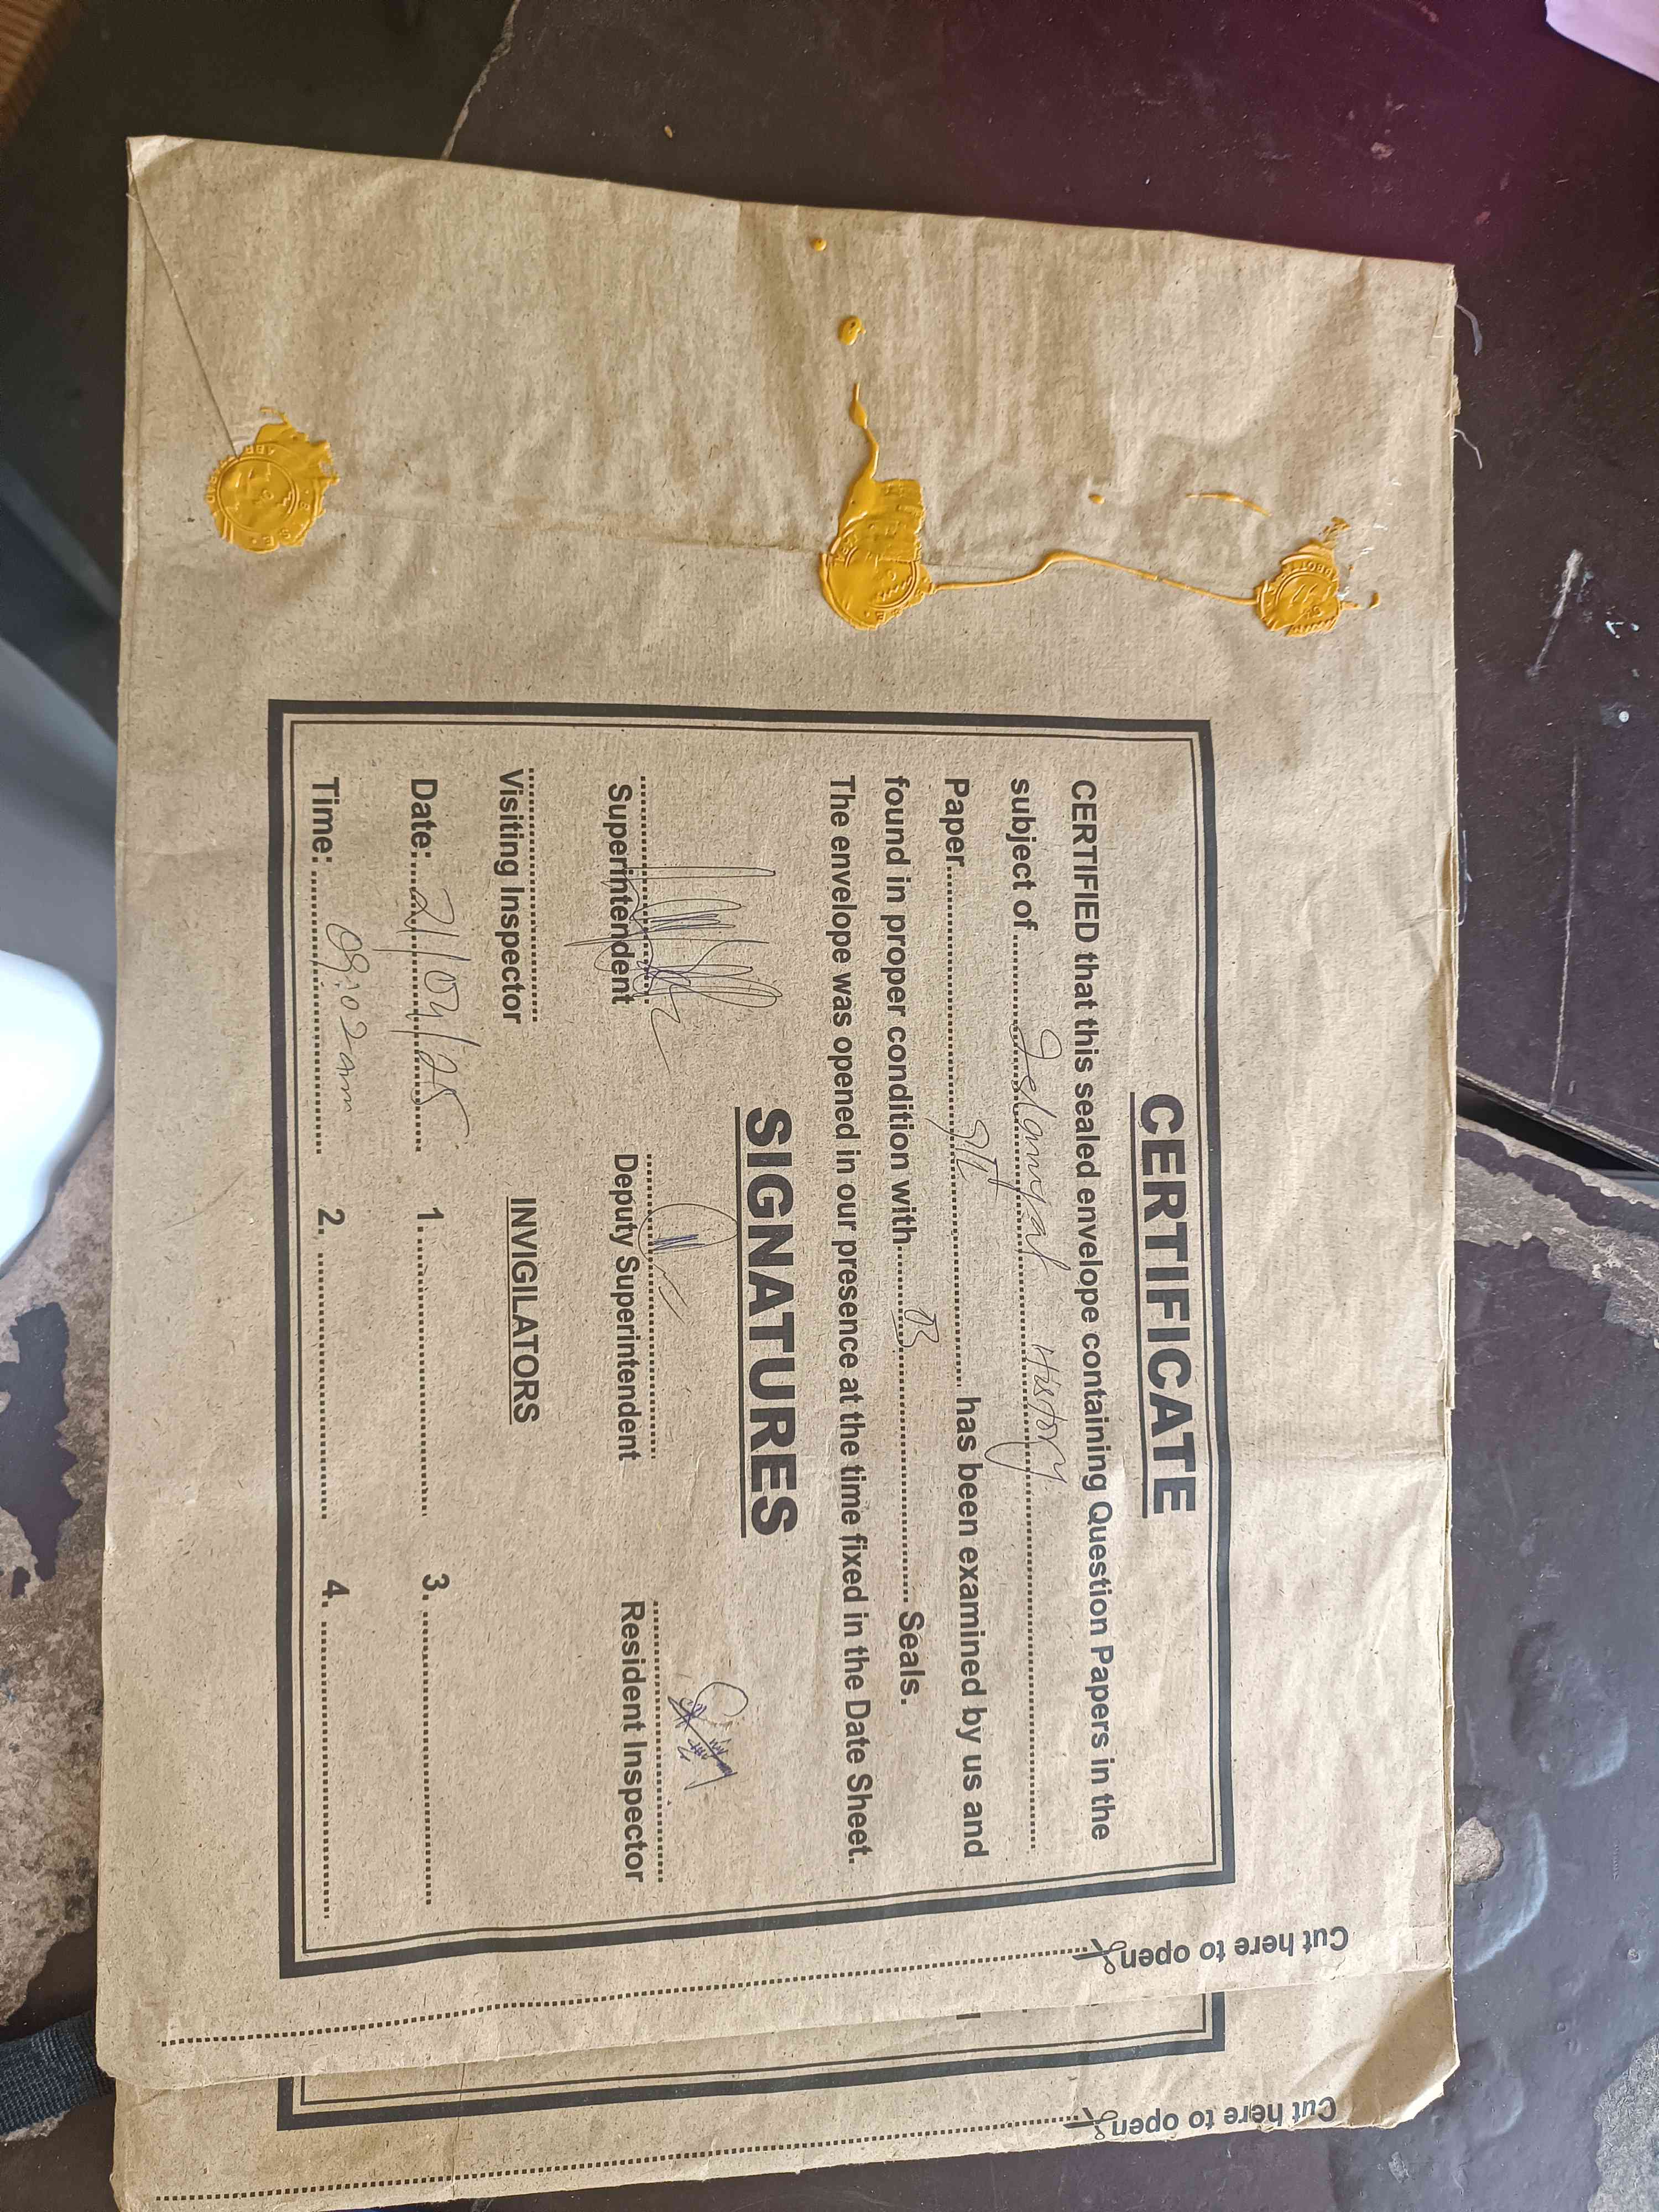 CERTIFICATE
CERTIFIED that this sealed envelope containing Question Papers in the
subject of.......... History..........
Paper.......... 9th.......... has been examined by us and
found in proper condition with.......... 03.......... Seals.
The envelope was opened in our presence at the time fixed in the Date Sheet.
SIGNATURES
Superintendent Deputy Superintendent Resident Inspector
Visiting Inspector INVIGILATORS
Date:....21/04/25 1................ 3................
Time:....09:02am 2................ 4................
Cut here to open
Cut here to open